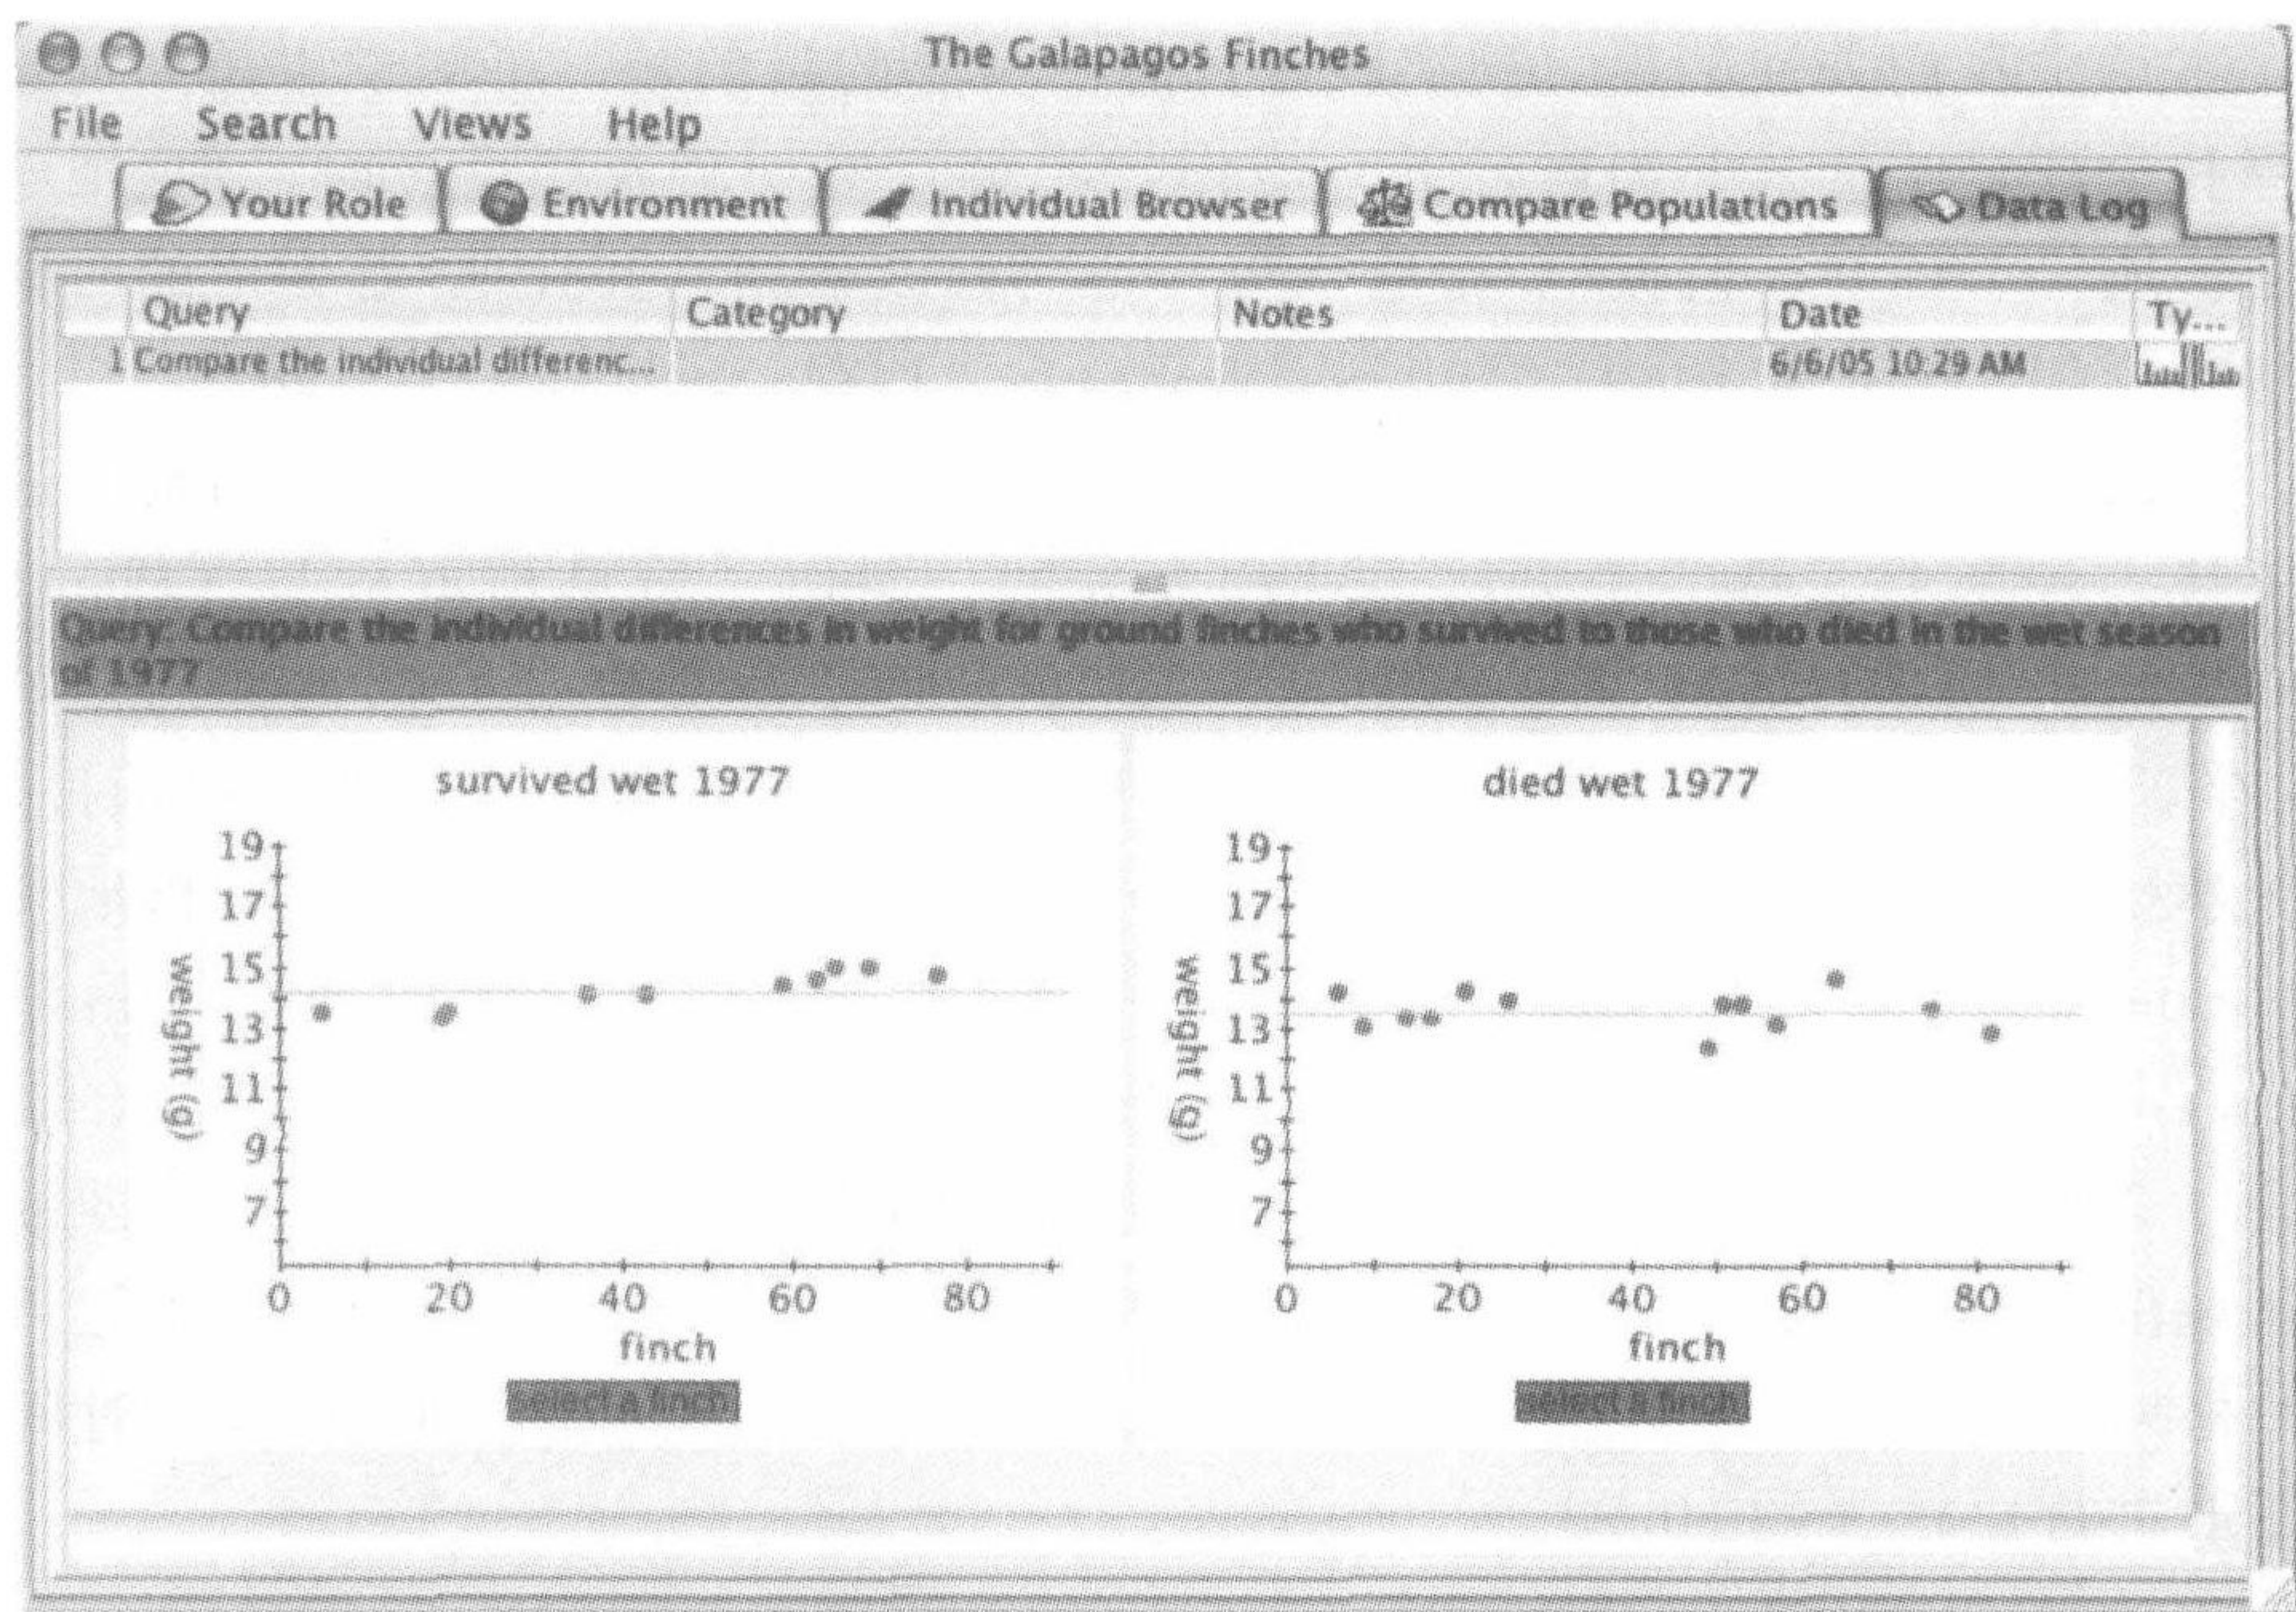 The Galapagos Finches
File Search Views Help
Your Role Environment Individual Browser Compare Populations Data Log
Query Category Notes Date Ty...
1 Compare the individual differenc... 6/6/05 10:29 AM
Query: Compare the individual differences in weight for ground finches who survived to those who died in the wet season
of 1977
survived wet 1977
19
17
15
13
11
9
7
weight (g)
0 20 40 60 80
finch
select a finch
died wet 1977
19
17
15
13
11
9
7
weight (g)
0 20 40 60 80
finch
select a finch